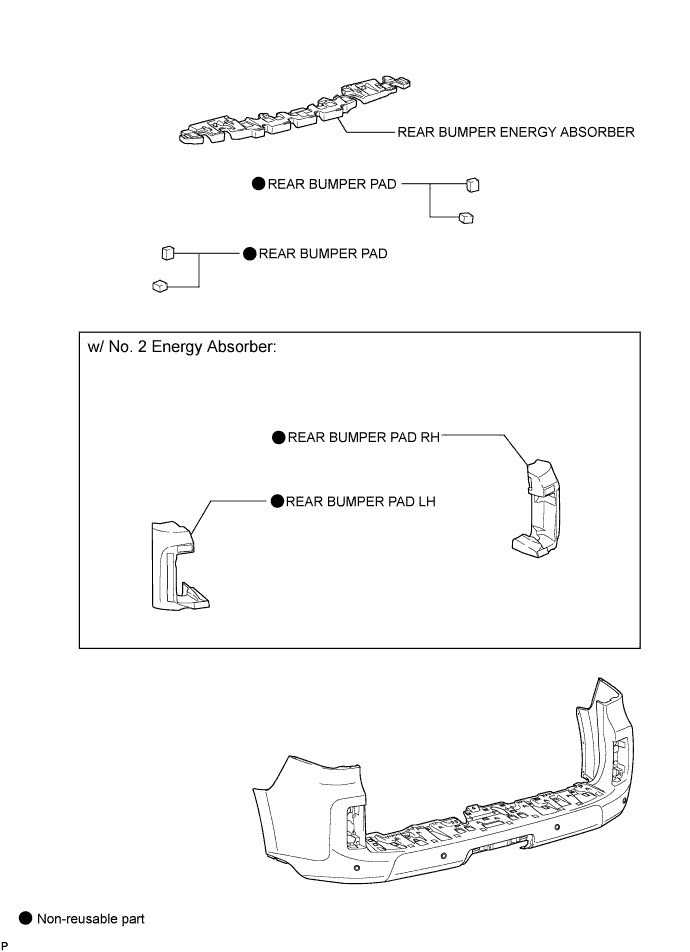 REAR BUMPER ENERGY ABSORBER
REAR BUMPER PAD
REAR BUMPER PAD
w/ No. 2 Energy Absorber:
REAR BUMPER PAD RH
REAR BUMPER PAD LH
Non-reusable part
P